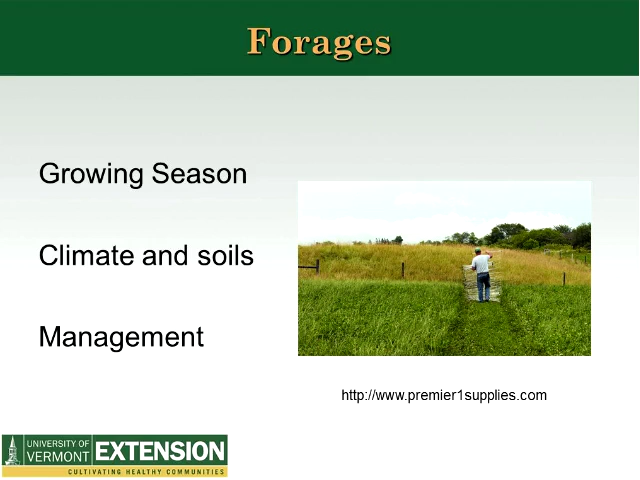 Forages
Growing Season
Climate and soils
Management
http://www.premier1supplies.com
UNIVERSITY OF
VERMONT
EXTENSION
CULTIVATING HEALTHY COMMUNITIES